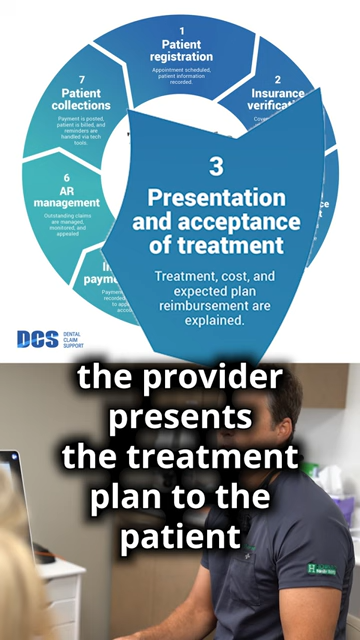 1
Patient
registration
Appointment scheduled,
patient information
recorded.
2
Insurance
3
Presentation
and acceptance
of treatment
Treatment, cost, and
expected plan
reimbursement are
explained.
6
AR
management
Outstanding claims
are managed,
monitored, and
appealed
7
Patient
collections
Payment is posted,
patient is billed, and
reminders are
handled via tech
tools.
DCS DENTAL
CLAIM
SUPPORT
the provider
presents
the treatment
plan to the
patient